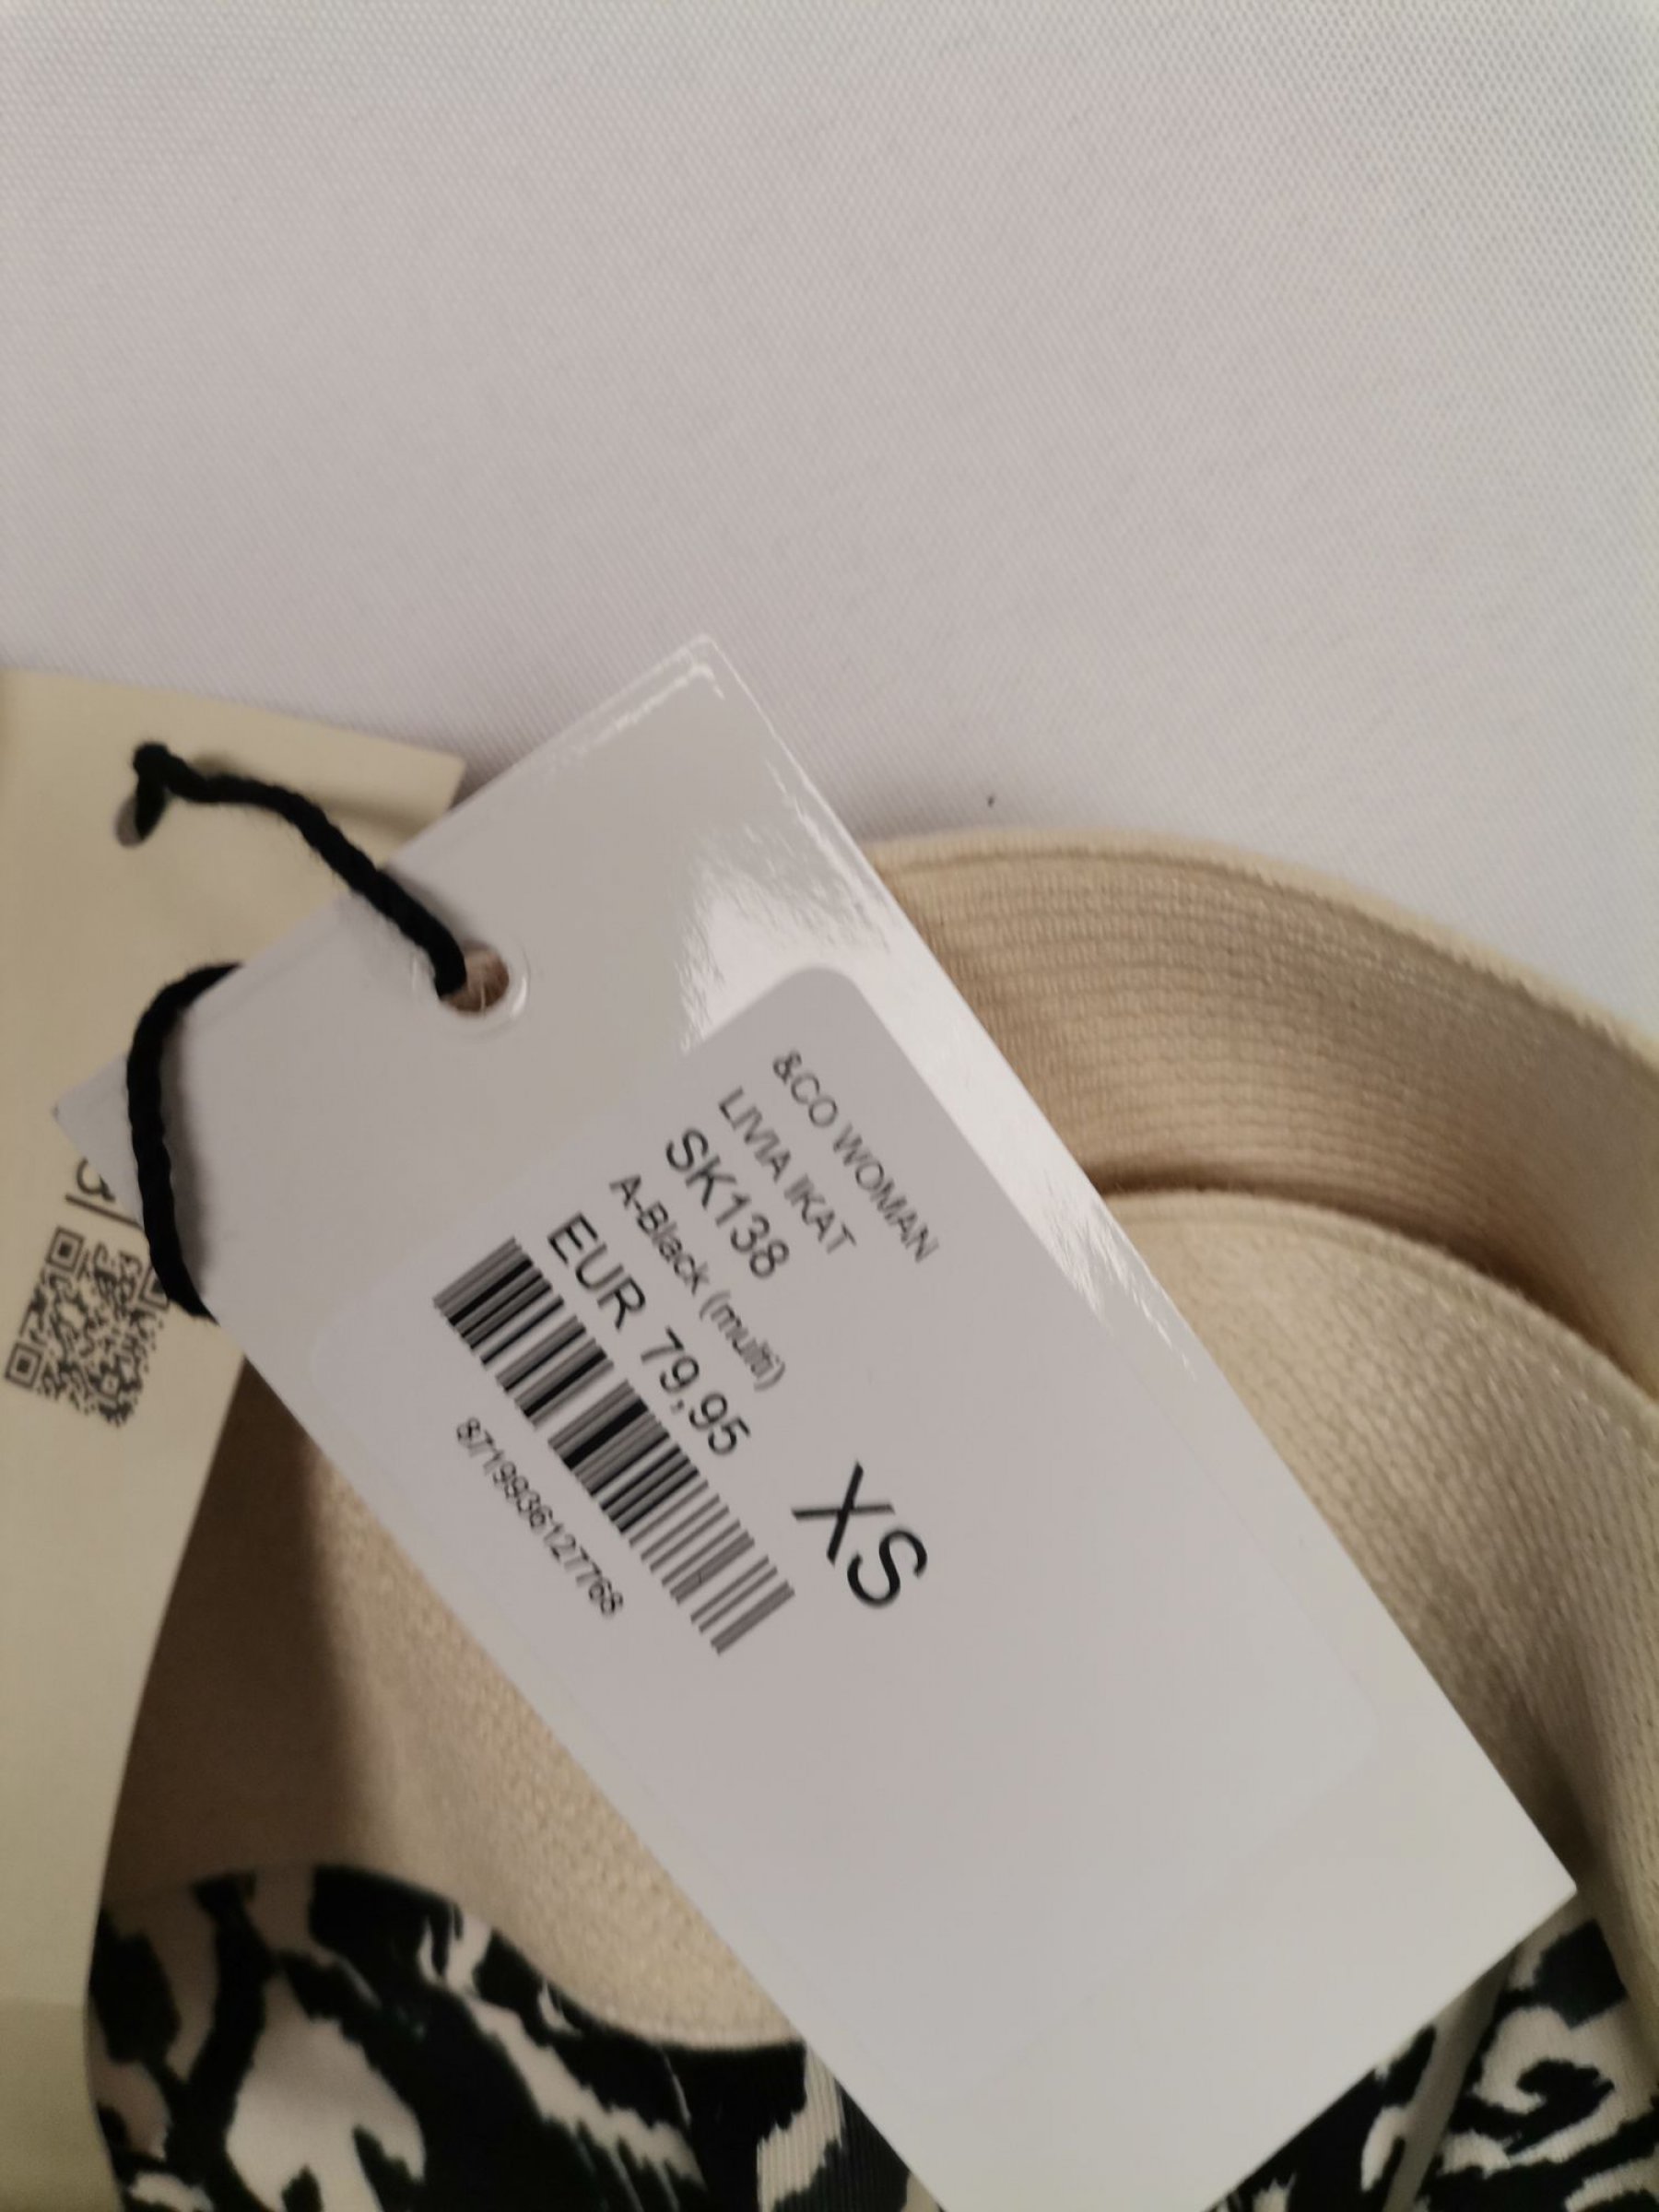 &CO WOMAN
LIVIA IKAT
SK138
A-Black (multi)
EUR 79,95
XS
8719936127768